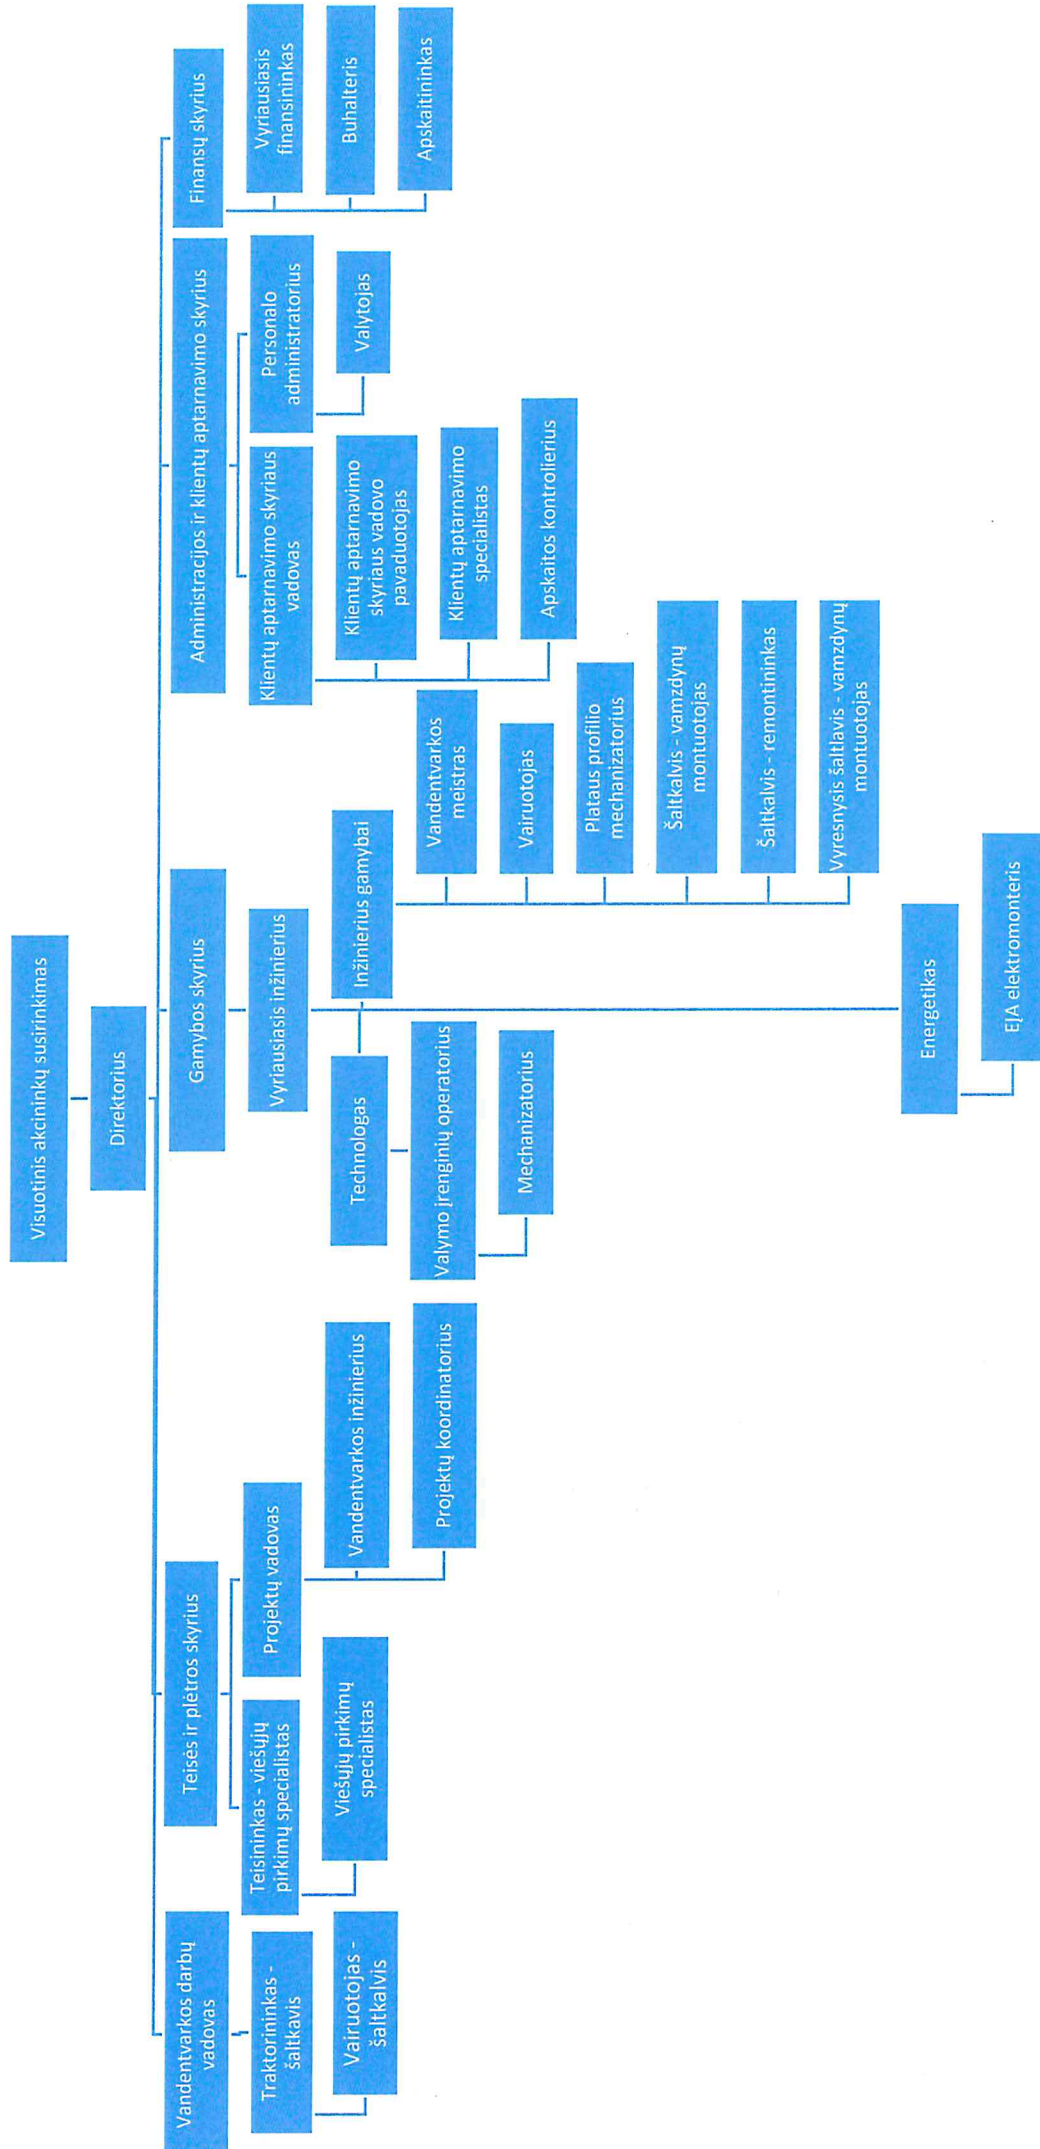 Visuotinis akcininkų susirinkimas
Direktorius
Vandentvarkos darbų
vadovas
Traktorininkas -
šaltkavis
Vairuotojas -
šaltkalvis
Teisės ir plėtros skyrius
Teisininkas - viešųjų
pirkimų specialistas
Viešųjų pirkimų
specialistas
Projektų vadovas
Vandentvarkos inžinierius
Projektų koordinatorius
Gamybos skyrius
Vyriausiasis inžinierius
Technologas
Valymo įrenginių operatorius
Mechanizatorius
Inžinierius gamybai
Vandentvarkos
meistras
Vairuotojas
Plataus profilio
mechanizatorius
Šaltkalvis - vamzdynų
montuotojas
Šaltkalvis - remontininkas
Vyresnysis šaltlavis - vamzdynų
montuotojas
Energetikas
EĮA elektromonteris
Administracijos ir klientų aptarnavimo skyrius
Klientų aptarnavimo skyriaus
vadovas
Klientų aptarnavimo
skyriaus vadovo
pavaduotojas
Klientų aptarnavimo
specialistas
Apskaitos kontrolierius
Personalo
administratorius
Valytojas
Finansų skyrius
Vyriausiasis
finansininkas
Buhalteris
Apskaitininkas